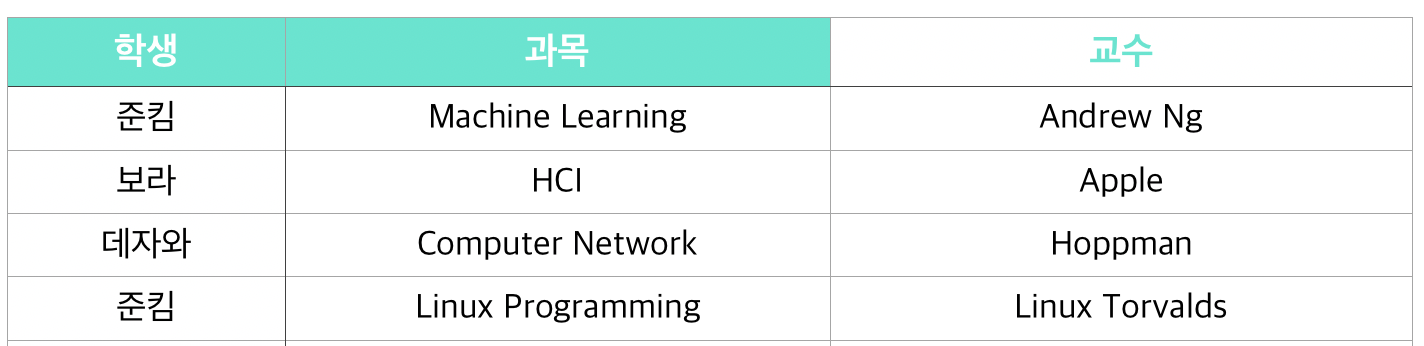 학생 과목 교수
준킴 Machine Learning Andrew Ng
보라 HCI Apple
데자와 Computer Network Hoppman
준킴 Linux Programming Linux Torvalds